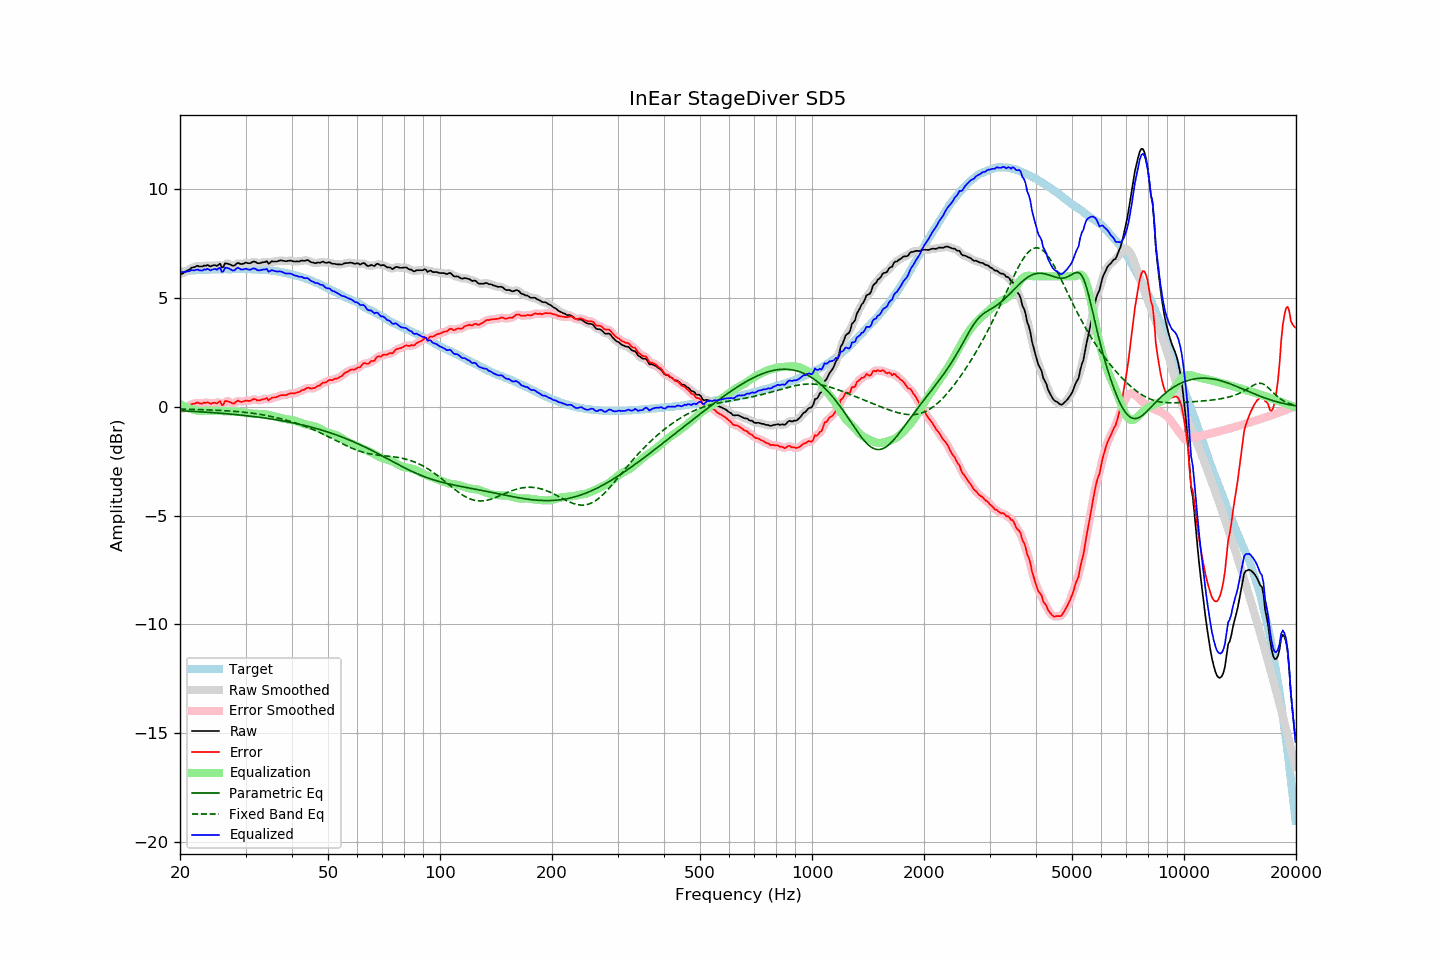 InEar StageDiver SD5
Amplitude (dBr)
10
5
0
−5
−10
−15
−20
Target
Raw Smoothed
Error Smoothed
Raw
Error
Equalization
Parametric Eq
Fixed Band Eq
Equalized
20 50 100 200 500 1000 2000 5000 10000 20000
Frequency (Hz)